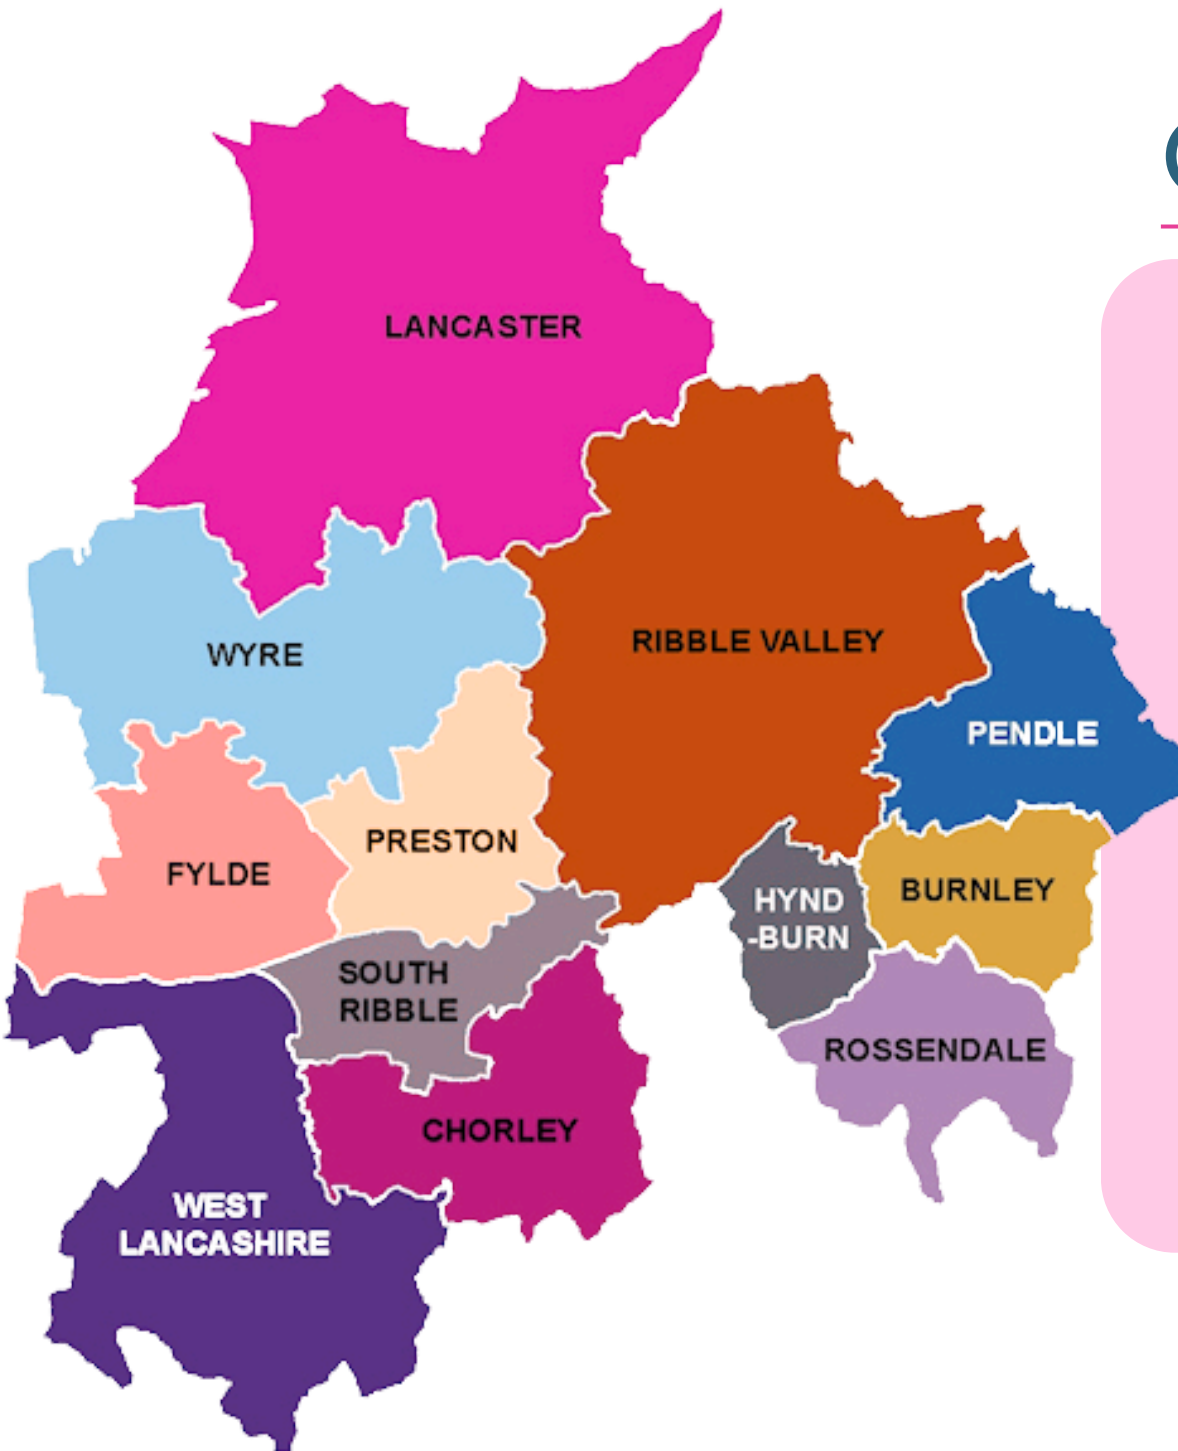 LANCASTER
WYRE
RIBBLE VALLEY
PENDLE
PRESTON
FYLDE
HYND
-BURN
BURNLEY
SOUTH
RIBBLE
ROSSENDALE
CHORLEY
WEST
LANCASHIRE